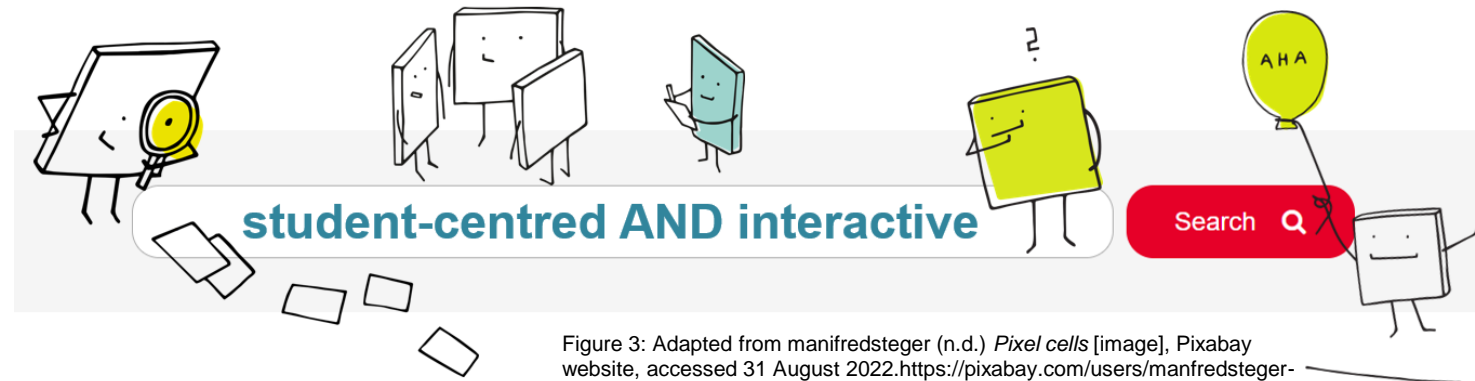 ?
AHA
student-centred AND interactive
Search
Figure 3: Adapted from manifredsteger (n.d.) Pixel cells [image], Pixabay
website, accessed 31 August 2022.https://pixabay.com/users/manfredsteger-